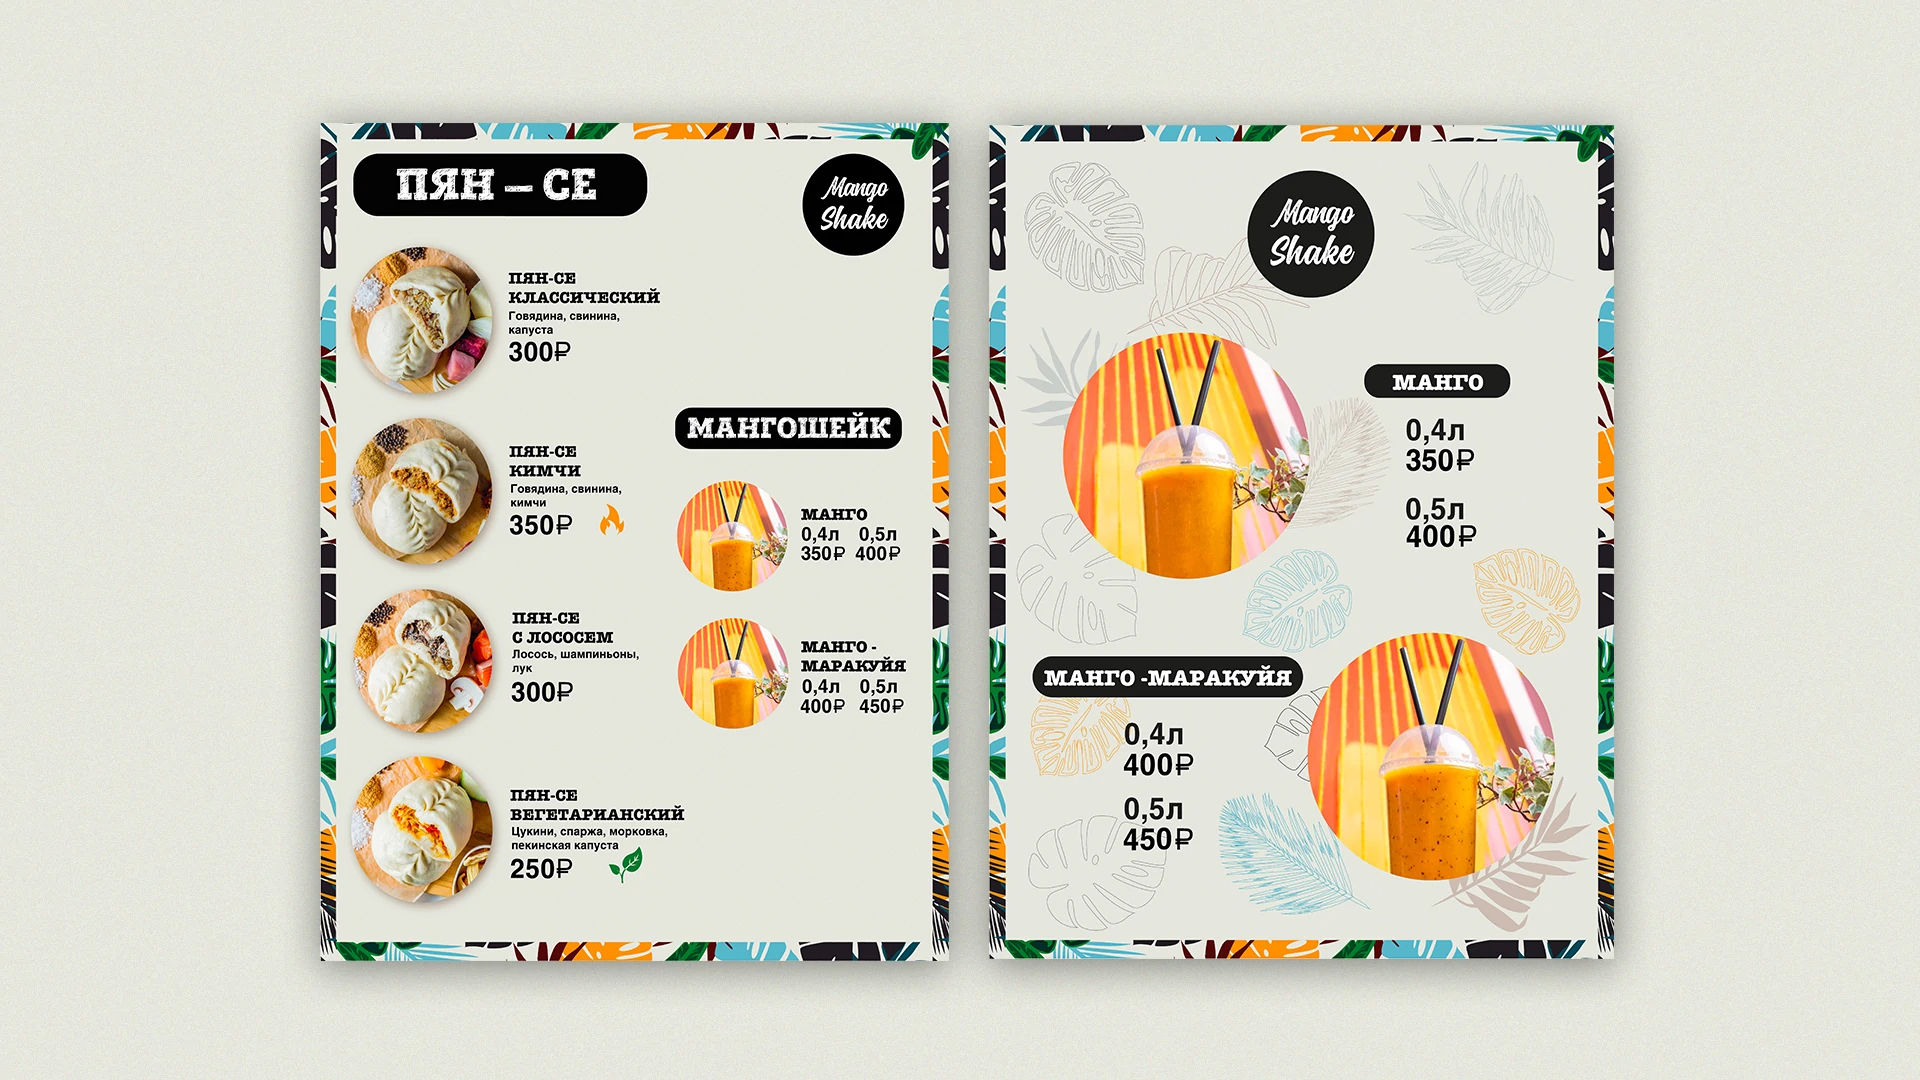 ПЯН – СЕ
Mango
Shake
ПЯН-СЕ
КЛАССИЧЕСКИЙ
Говядина, свинина,
капуста
300₽
ПЯН-СЕ
КИМЧИ
Говядина, свинина,
кимчи
350₽
ПЯН-СЕ
С ЛОСОСЕМ
Лосось, шампиньоны,
лук
300₽
ПЯН-СЕ
ВЕГЕТАРИАНСКИЙ
Цукини, спаржа, морковка,
пекинская капуста
250₽
МАНГОШЕЙК
МАНГО
0,4л 0,5л
350₽ 400₽
МАНГО -
МАРАКУЙЯ
0,4л 0,5л
400₽ 450₽
Mango
Shake
МАНГО
0,4л
350₽
0,5л
400₽
МАНГО -МАРАКУЙЯ
0,4л
400₽
0,5л
450₽